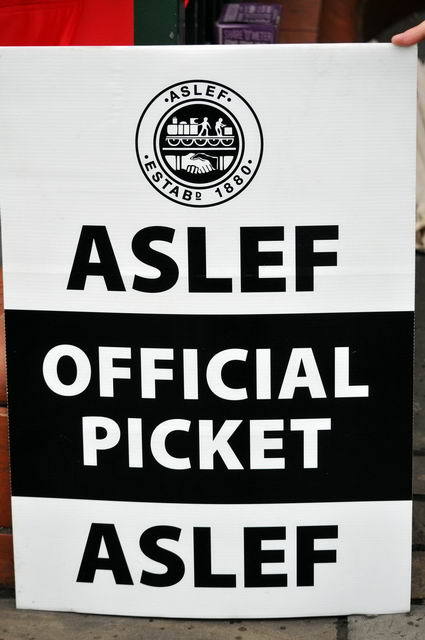 ·ASLEF·
ESTABD 1880
ASLEF
OFFICIAL
PICKET
ASLEF